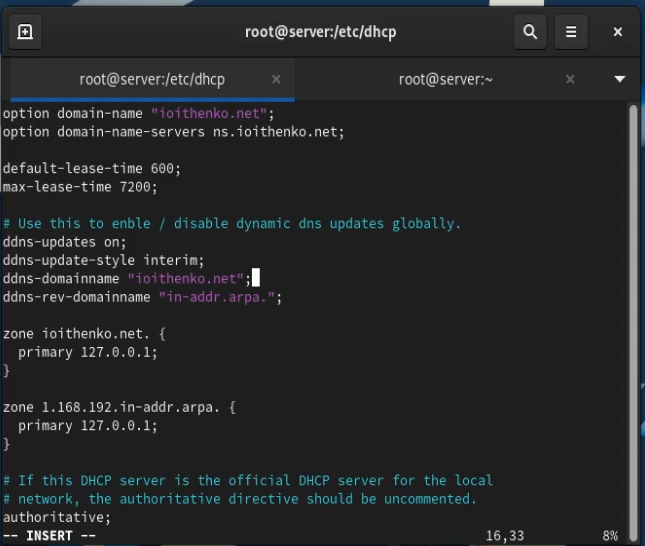 root@server:/etc/dhcp
root@server:/etc/dhcp
root@server:~
option domain-name "ioithenko.net";
option domain-name-servers ns.ioithenko.net;
default-lease-time 600;
max-lease-time 7200;
# Use this to enble / disable dynamic dns updates globally.
ddns-updates on;
ddns-update-style interim;
ddns-domainname "ioithenko.net";
ddns-rev-domainname "in-addr.arpa.";
zone ioithenko.net. {
primary 127.0.0.1;
}
zone 1.168.192.in-addr.arpa. {
primary 127.0.0.1;
}
# If this DHCP server is the official DHCP server for the local
# network, the authoritative directive should be uncommented.
authoritative;
-- INSERT -- 16,33 8%